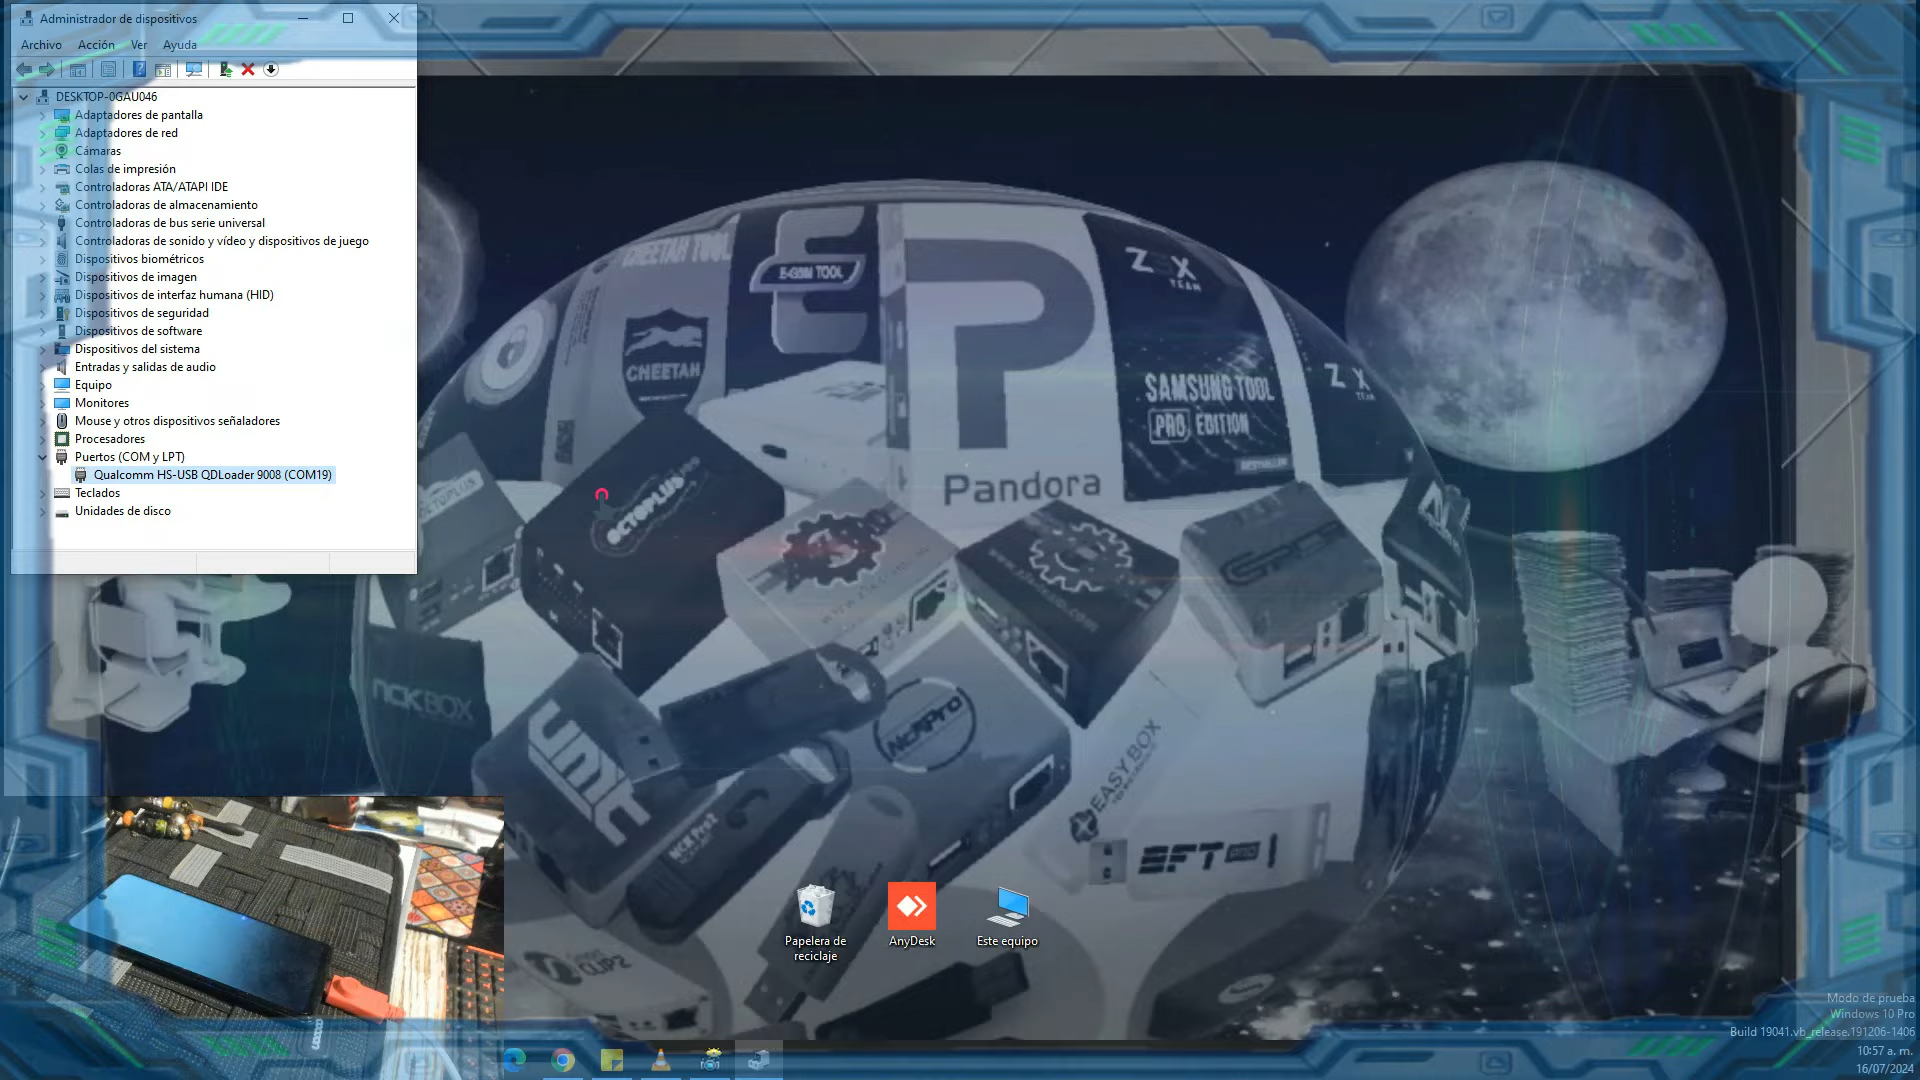 Administrador de dispositivos
Archivo Acción Ver Ayuda
DESKTOP-0GAU046
Adaptadores de pantalla
Adaptadores de red
Cámaras
Colas de impresión
Controladoras ATA/ATAPI IDE
Controladoras de almacenamiento
Controladoras de bus serie universal
Controladoras de sonido y vídeo y dispositivos de juego
Dispositivos biométricos
Dispositivos de imagen
Dispositivos de interfaz humana (HID)
Dispositivos de seguridad
Dispositivos de software
Dispositivos del sistema
Entradas y salidas de audio
Equipo
Monitores
Mouse y otros dispositivos señaladores
Procesadores
Puertos (COM y LPT)
Qualcomm HS-USB QDLoader 9008 (COM19)
Teclados
Unidades de disco
CHEETAH TOOL
CHEETAH
E-GSM TOOL
Pandora
Z3X
TEAM
SAMSUNG TOOL
PRO EDITION
OCTOPLUS
OCTOPLUS
NCKBOX
UMT
NCK Pro2
NckPro
EASY BOX
EFT PRO
Papelera de
reciclaje
AnyDesk
Este equipo
Modo de prueba
Windows 10 Pro
Build 19041.vb_release.191206-1406
10:57 a. m.
16/07/2024